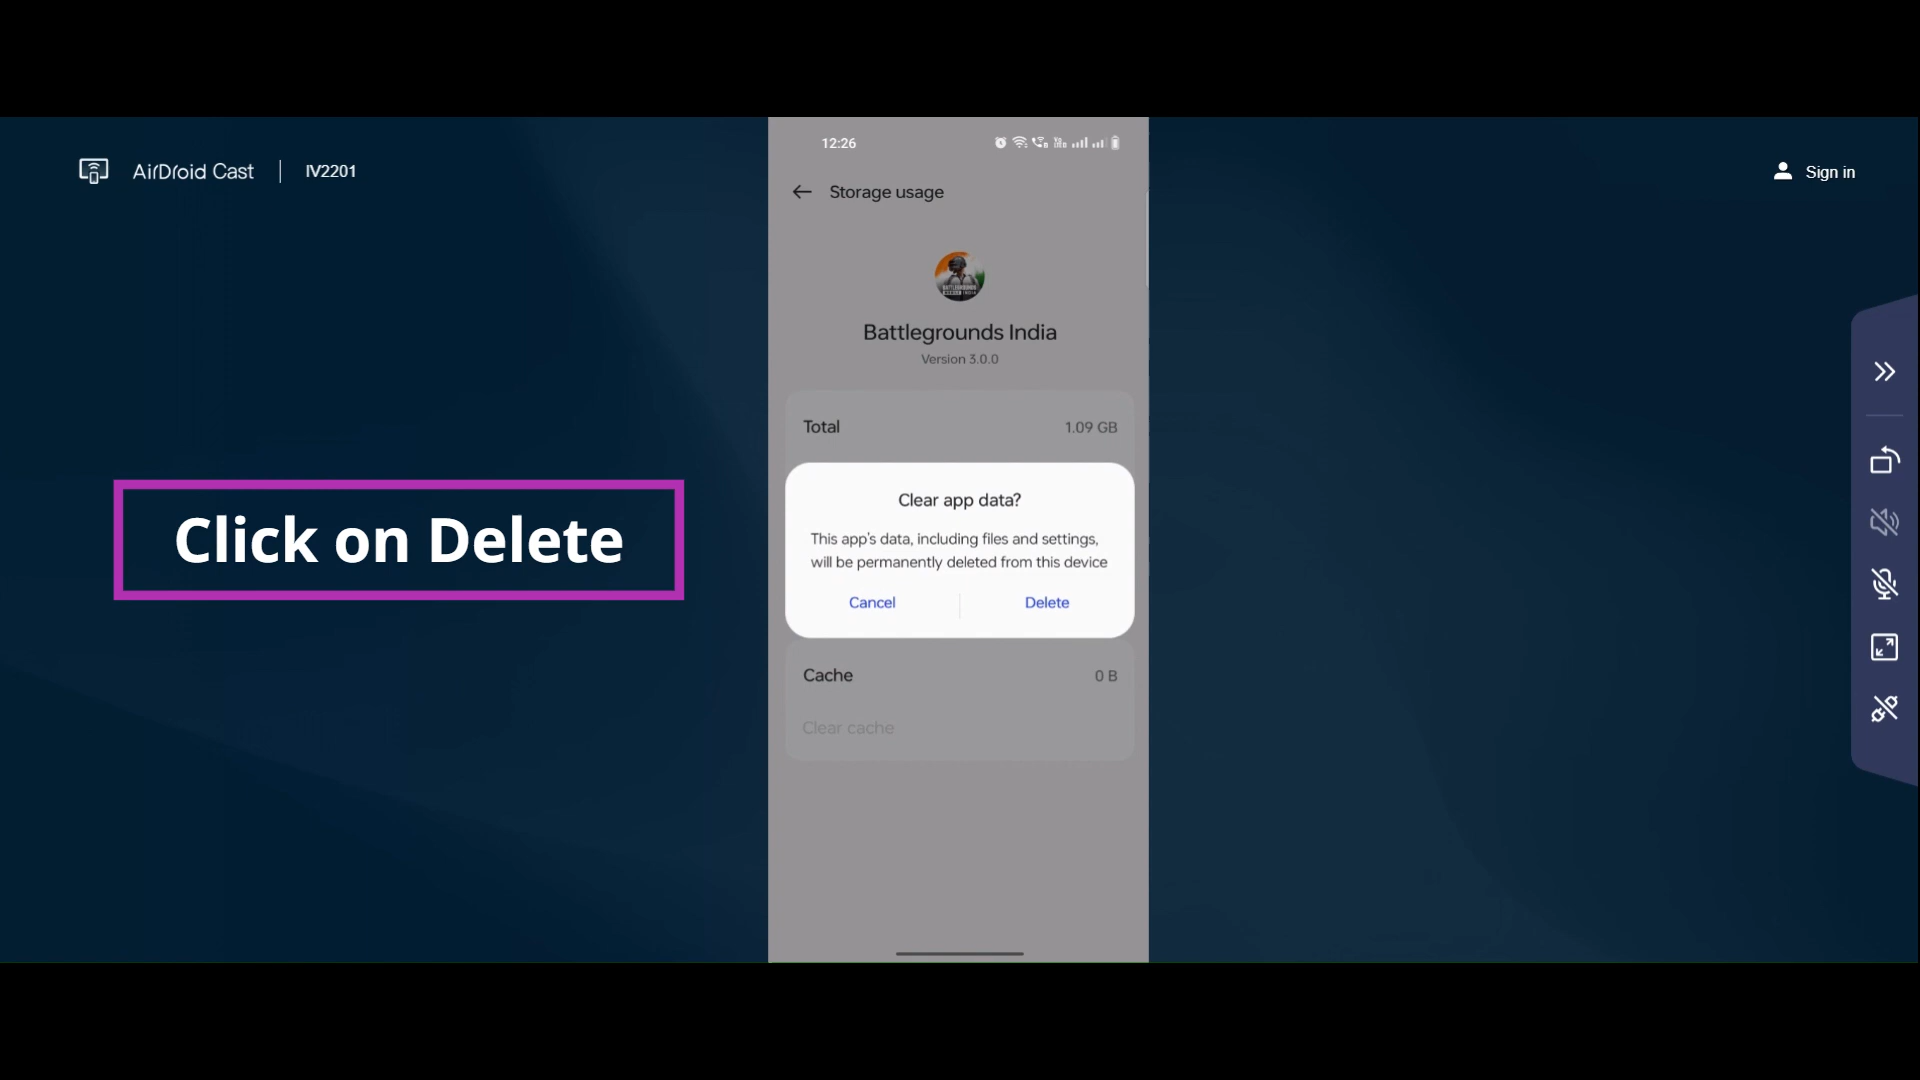 12:26
AirDroid Cast
IV2201
Sign in
Storage usage
Battlegrounds India
Version 3.0.0
Total 1.09 GB
Click on Delete
Clear app data?
This app's data, including files and settings,
will be permanently deleted from this device
Cancel Delete
Cache 0 B
Clear cache